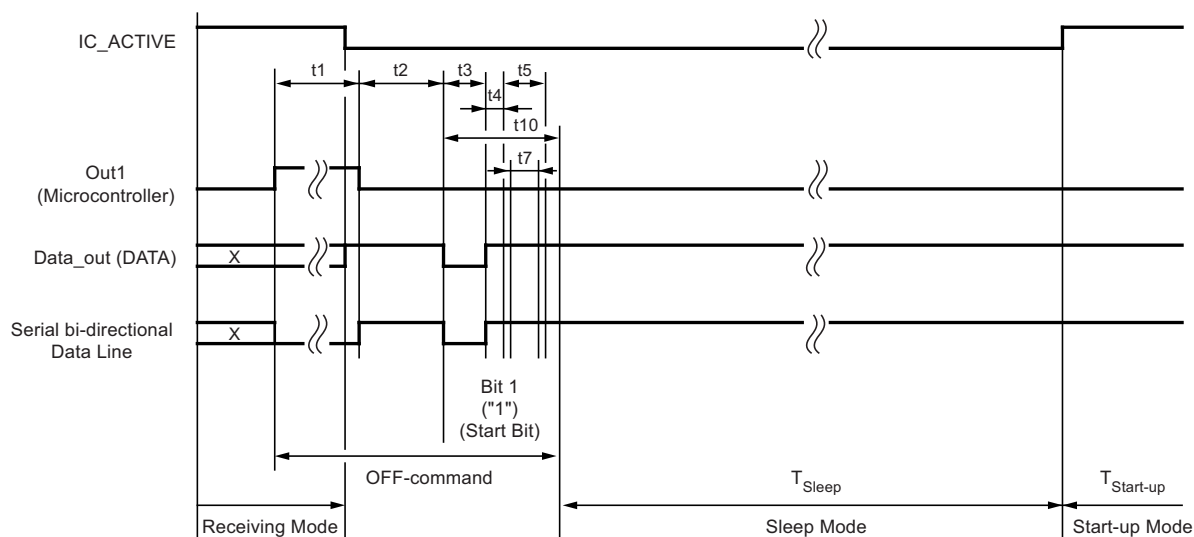 IC_ACTIVE
t1
t2
t3
t5
t4
t10
t7
Out1
(Microcontroller)
Data_out (DATA)
X
Serial bi-directional
Data Line
X
Bit 1
("1")
(Start Bit)
OFF-command
TSleep
TStart-up
Receiving Mode
Sleep Mode
Start-up Mode